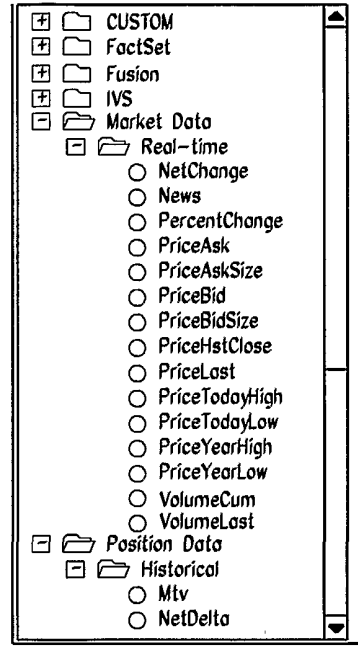 CUSTOM
FactSet
Fusion
IVS
Market Data
Real-time
NetChange
News
PercentChange
PriceAsk
PriceAskSize
PriceBid
PriceBidSize
PriceHstClose
PriceLast
PriceTodayHigh
PriceTodayLow
PriceYearHigh
PriceYearLow
VolumeCum
VolumeLast
Position Data
Historical
Mtv
NetDelta